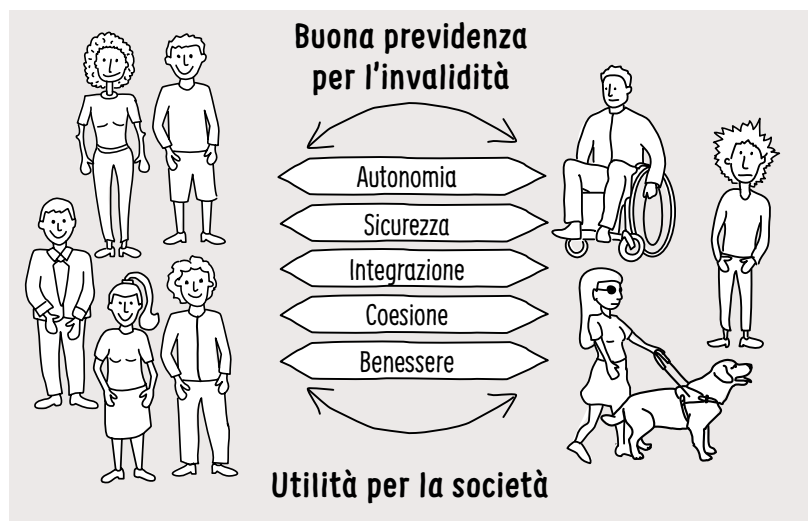 Buona previdenza
per l'invalidità
Autonomia
Sicurezza
Integrazione
Coesione
Benessere
Utilità per la società